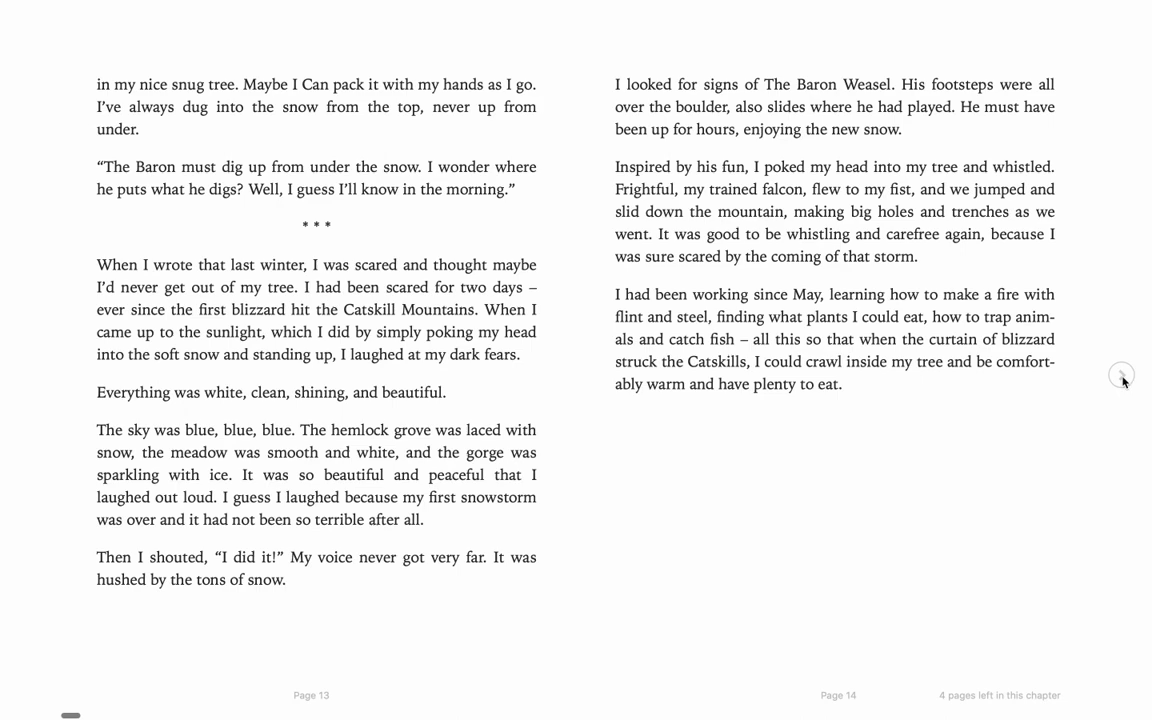 in my nice snug tree. Maybe I Can pack it with my hands as I go.
I’ve always dug into the snow from the top, never up from
under.
“The Baron must dig up from under the snow. I wonder where
he puts what he digs? Well, I guess I’ll know in the morning.”
* * *
When I wrote that last winter, I was scared and thought maybe
I’d never get out of my tree. I had been scared for two days –
ever since the first blizzard hit the Catskill Mountains. When I
came up to the sunlight, which I did by simply poking my head
into the soft snow and standing up, I laughed at my dark fears.
Everything was white, clean, shining, and beautiful.
The sky was blue, blue, blue. The hemlock grove was laced with
snow, the meadow was smooth and white, and the gorge was
sparkling with ice. It was so beautiful and peaceful that I
laughed out loud. I guess I laughed because my first snowstorm
was over and it had not been so terrible after all.
Then I shouted, “I did it!” My voice never got very far. It was
hushed by the tons of snow.
Page 13
I looked for signs of The Baron Weasel. His footsteps were all
over the boulder, also slides where he had played. He must have
been up for hours, enjoying the new snow.
Inspired by his fun, I poked my head into my tree and whistled.
Frightful, my trained falcon, flew to my fist, and we jumped and
slid down the mountain, making big holes and trenches as we
went. It was good to be whistling and carefree again, because I
was sure scared by the coming of that storm.
I had been working since May, learning how to make a fire with
flint and steel, finding what plants I could eat, how to trap anim-
als and catch fish – all this so that when the curtain of blizzard
struck the Catskills, I could crawl inside my tree and be comfort-
ably warm and have plenty to eat.
Page 14
4 pages left in this chapter